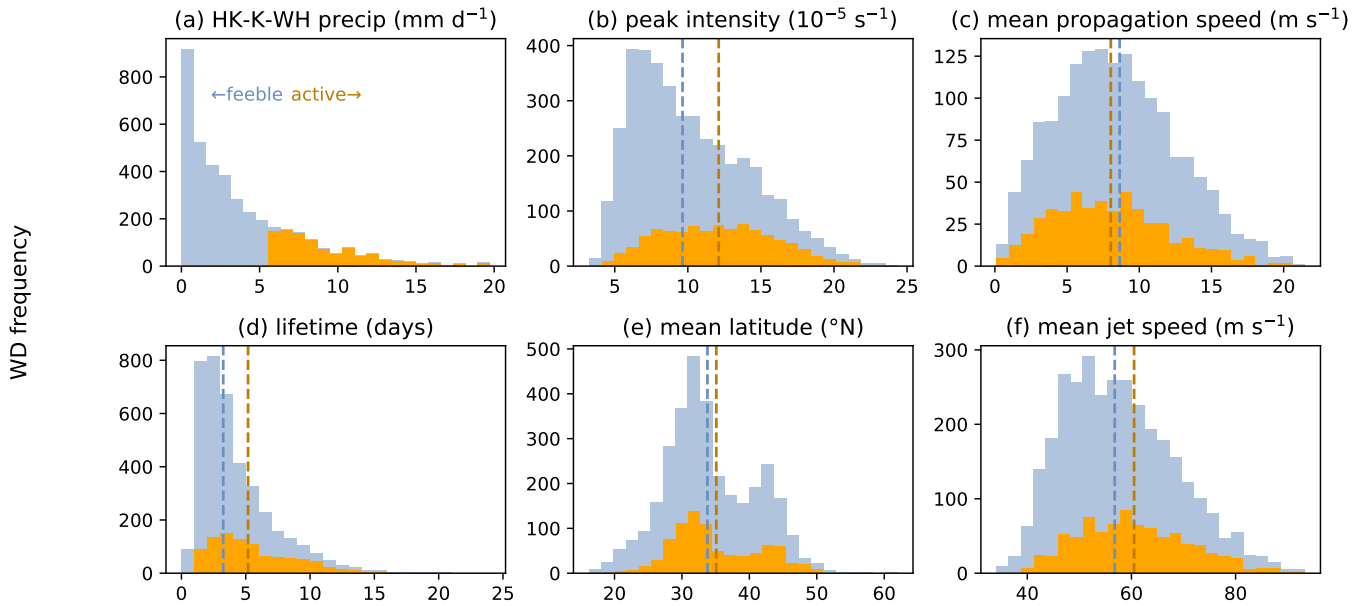 (a) HK-K-WH precip (mm d⁻¹)
(b) peak intensity (10⁻⁵ s⁻¹)
(c) mean propagation speed (m s⁻¹)
800
600
400
200
0
←feeble active→
0 5 10 15 20
400
300
200
100
0
5 10 15 20 25
125
100
75
50
25
0
0 5 10 15 20
WD frequency
(d) lifetime (days)
(e) mean latitude (°N)
(f) mean jet speed (m s⁻¹)
800
600
400
200
0
0 5 10 15 20 25
500
400
300
200
100
0
20 30 40 50 60
300
200
100
0
40 60 80